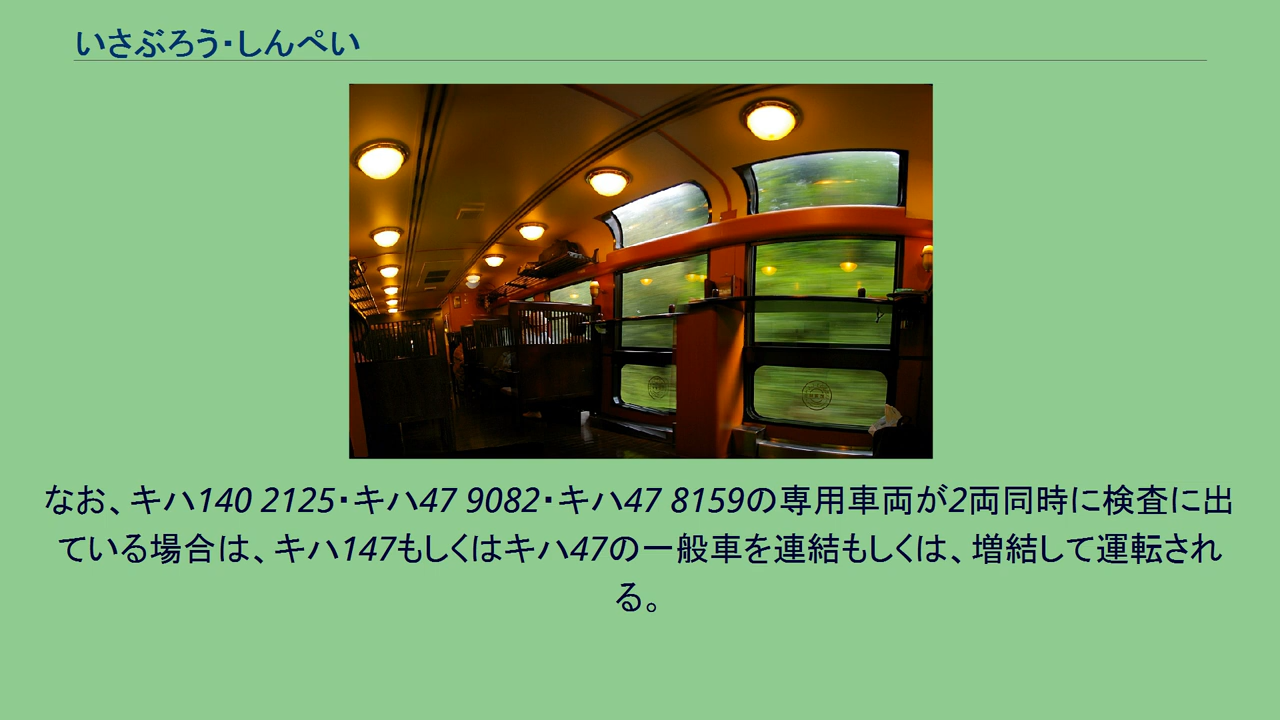 いさぶろう・しんぺい
なお、キハ140 2125・キハ47 9082・キハ47 8159の専用車両が2両同時に検査に出
ている場合は、キハ147もしくはキハ47の一般車を連結もしくは、増結して運転され
る。